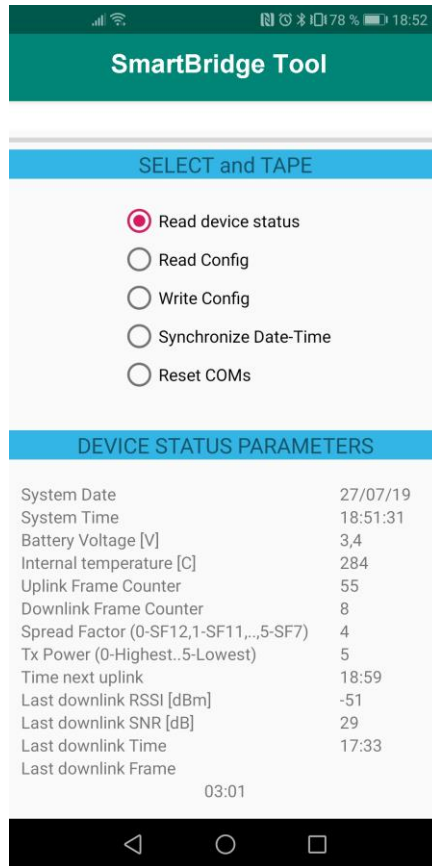 78 % 18:52
SmartBridge Tool
SELECT and TAPE
Read device status
Read Config
Write Config
Synchronize Date-Time
Reset COMs
DEVICE STATUS PARAMETERS
System Date 27/07/19
System Time 18:51:31
Battery Voltage [V] 3,4
Internal temperature [C] 284
Uplink Frame Counter 55
Downlink Frame Counter 8
Spread Factor (0-SF12,1-SF11,..,5-SF7) 4
Tx Power (0-Highest..5-Lowest) 5
Time next uplink 18:59
Last downlink RSSI [dBm] -51
Last downlink SNR [dB] 29
Last downlink Time 17:33
Last downlink Frame
03:01